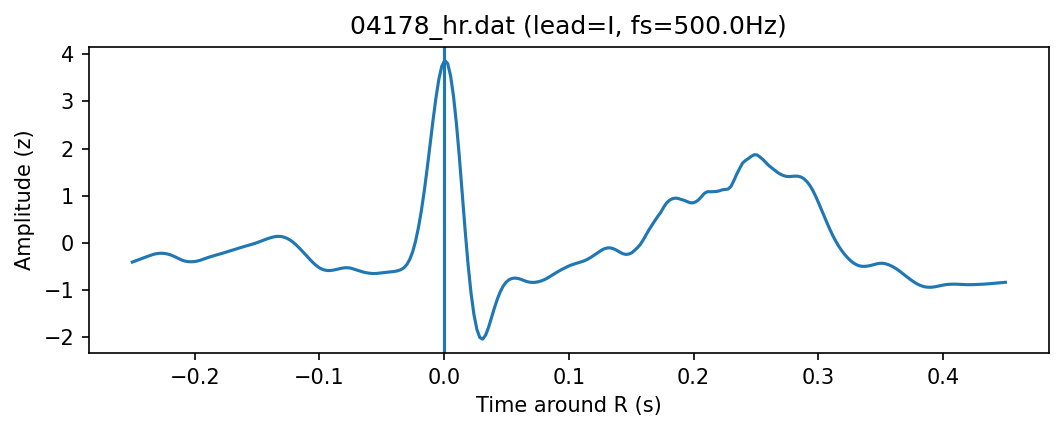 04178_hr.dat (lead=I, fs=500.0Hz)
Amplitude (z)
4
3
2
1
0
−1
−2
−0.2 −0.1 0.0 0.1 0.2 0.3 0.4
Time around R (s)